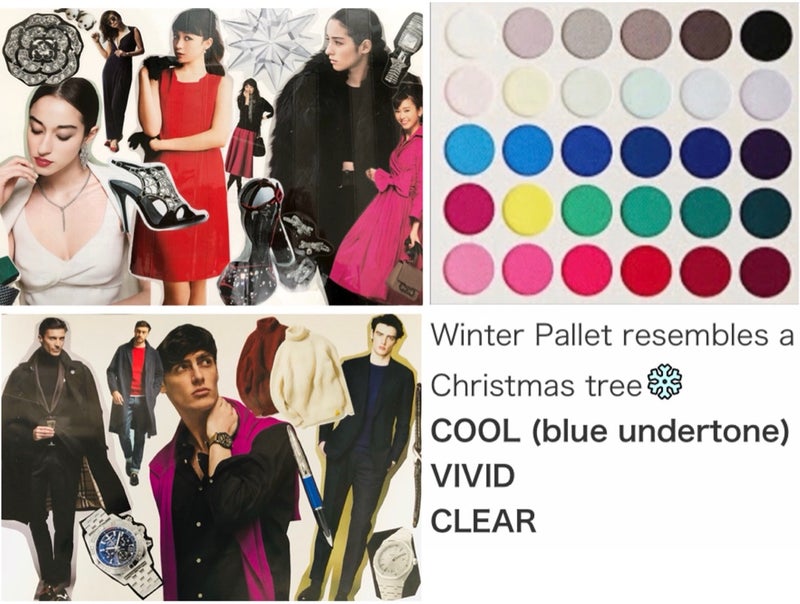 Winter Pallet resembles a
Christmas tree❄
COOL (blue undertone)
VIVID
CLEAR